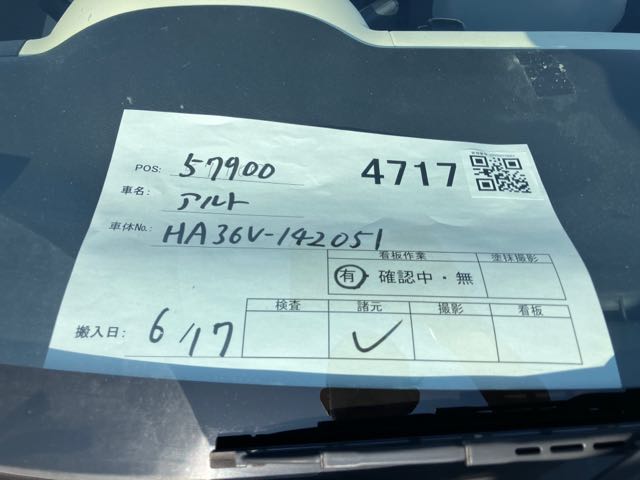 POS: 57900
4717
車名: アルト
車体No.: HA36V-142051
看板作業 塗抹撮影
有・確認中・無
検査 諸元 撮影 看板
搬入日: 6/17 ✓